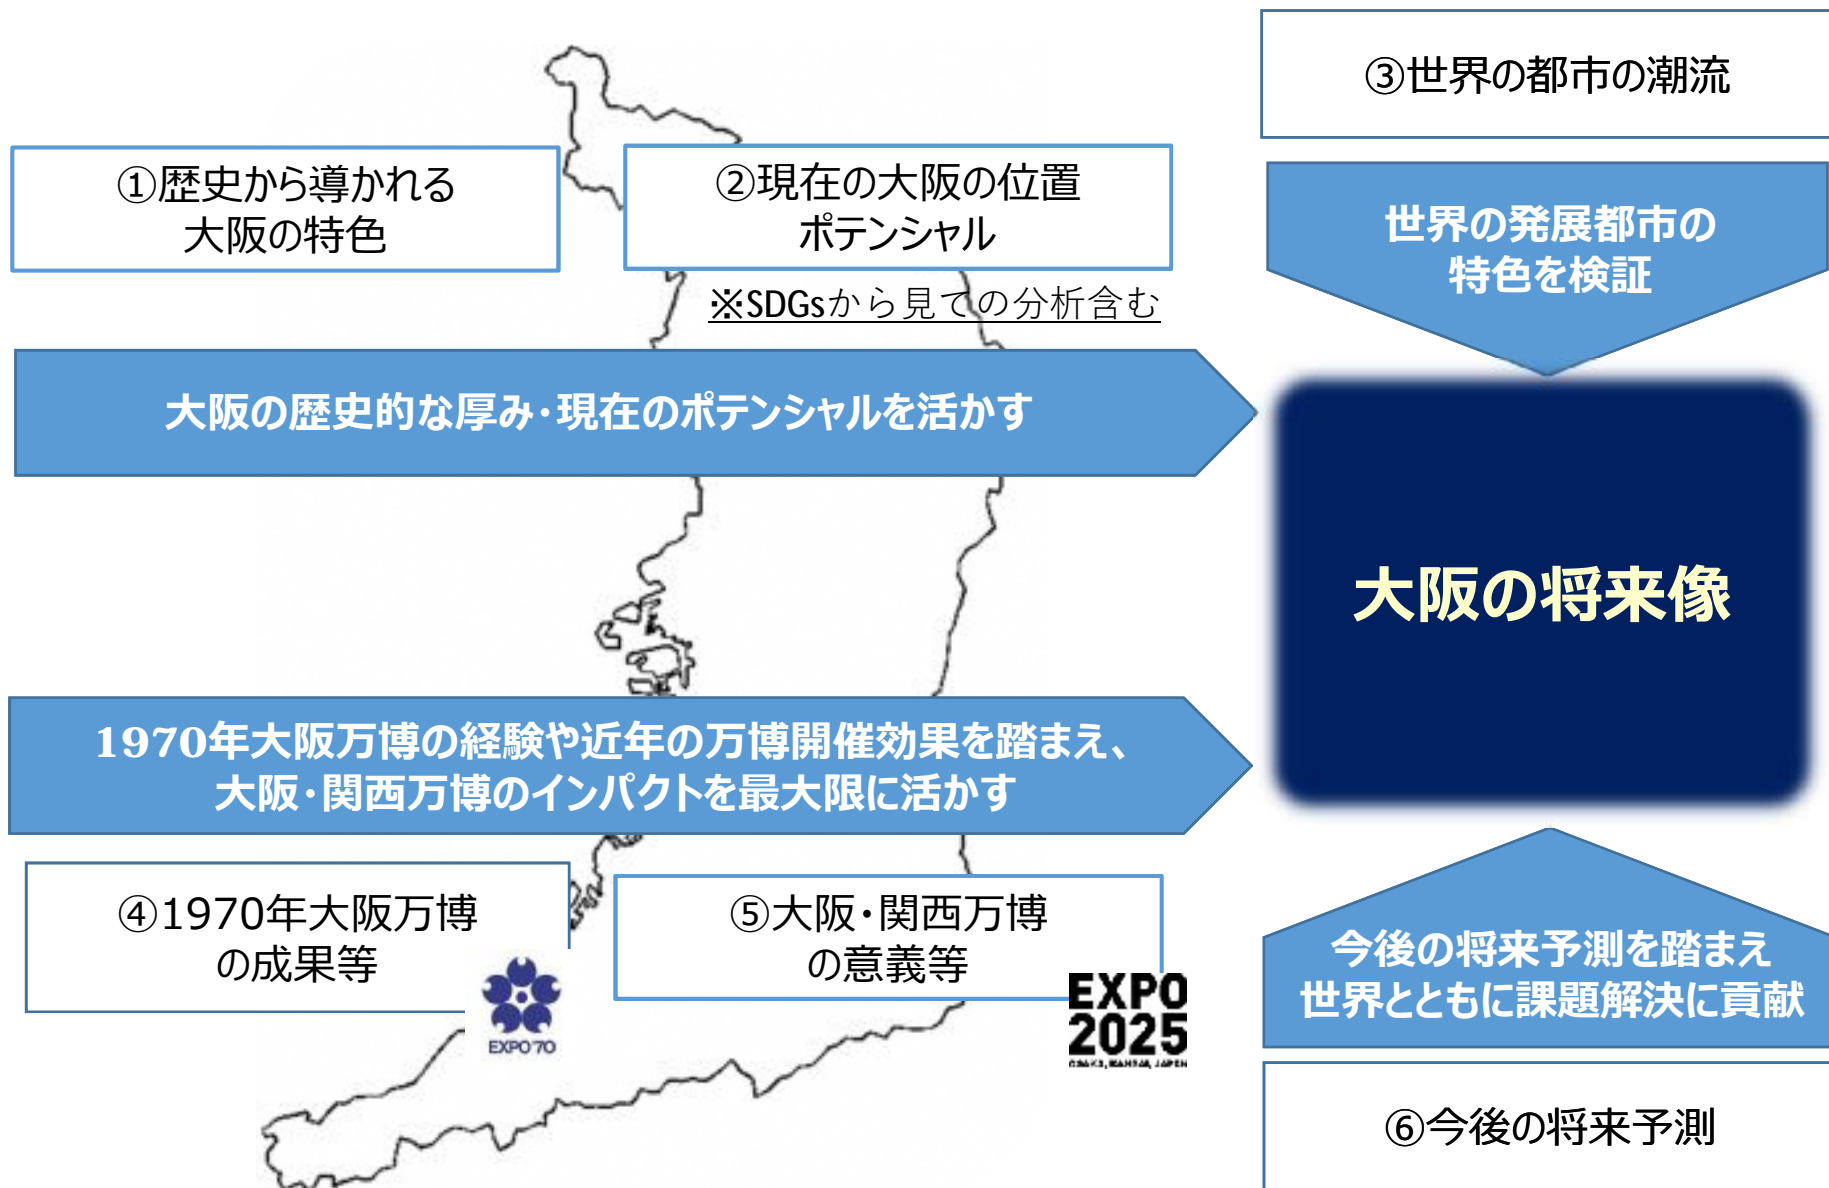 ①歴史から導かれる
大阪の特色
②現在の大阪の位置
ポテンシャル
※SDGsから見ての分析含む
大阪の歴史的な厚み・現在のポテンシャルを活かす
③世界の都市の潮流
世界の発展都市の
特色を検証
大阪の将来像
1970年大阪万博の経験や近年の万博開催効果を踏まえ、
大阪・関西万博のインパクトを最大限に活かす
④1970年大阪万博
の成果等
EXPO'70
⑤大阪・関西万博
の意義等
EXPO
2025
OSAKA, KANSAI, JAPAN
今後の将来予測を踏まえ
世界とともに課題解決に貢献
⑥今後の将来予測